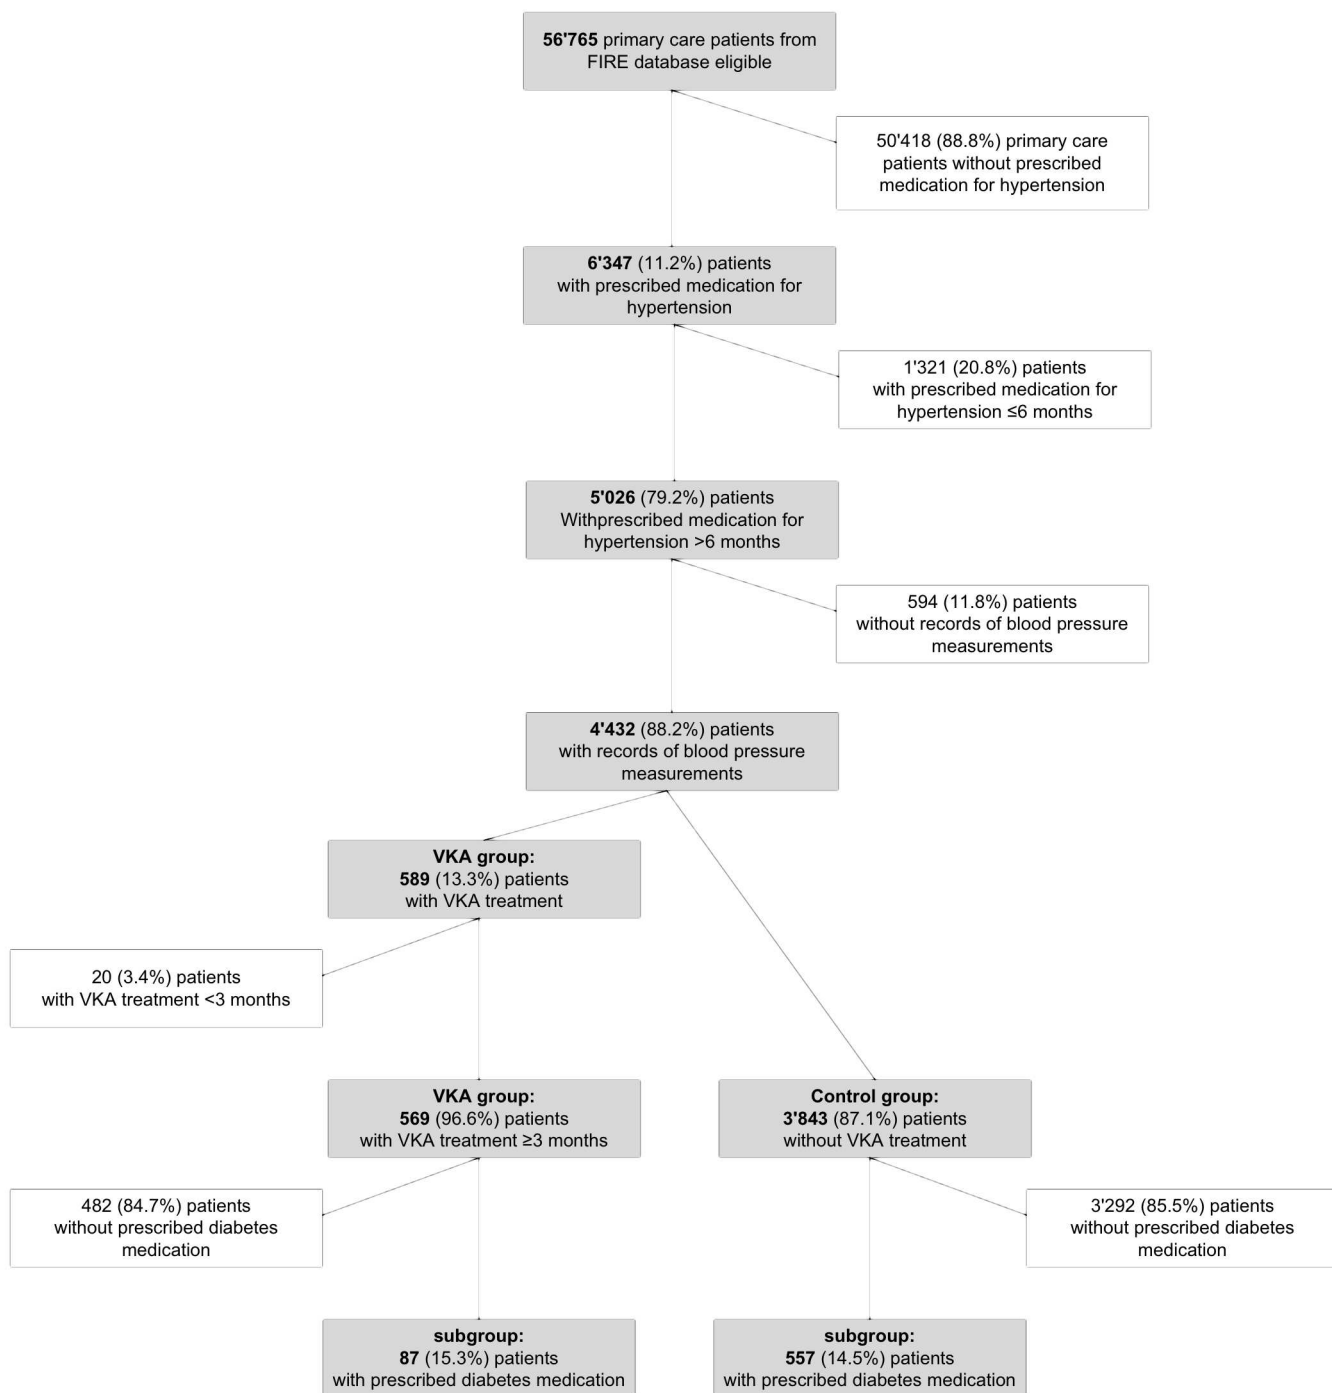 56'765 primary care patients from
FIRE database eligible
50'418 (88.8%) primary care
patients without prescribed
medication for hypertension
6'347 (11.2%) patients
with prescribed medication for
hypertension
1'321 (20.8%) patients
with prescribed medication for
hypertension ≤6 months
5'026 (79.2%) patients
Withprescribed medication for
hypertension >6 months
594 (11.8%) patients
without records of blood pressure
measurements
4'432 (88.2%) patients
with records of blood pressure
measurements
VKA group:
589 (13.3%) patients
with VKA treatment
20 (3.4%) patients
with VKA treatment <3 months
VKA group:
569 (96.6%) patients
with VKA treatment ≥3 months
Control group:
3'843 (87.1%) patients
without VKA treatment
482 (84.7%) patients
without prescribed diabetes
medication
3'292 (85.5%) patients
without prescribed diabetes
medication
subgroup:
87 (15.3%) patients
with prescribed diabetes medication
subgroup:
557 (14.5%) patients
with prescribed diabetes medication